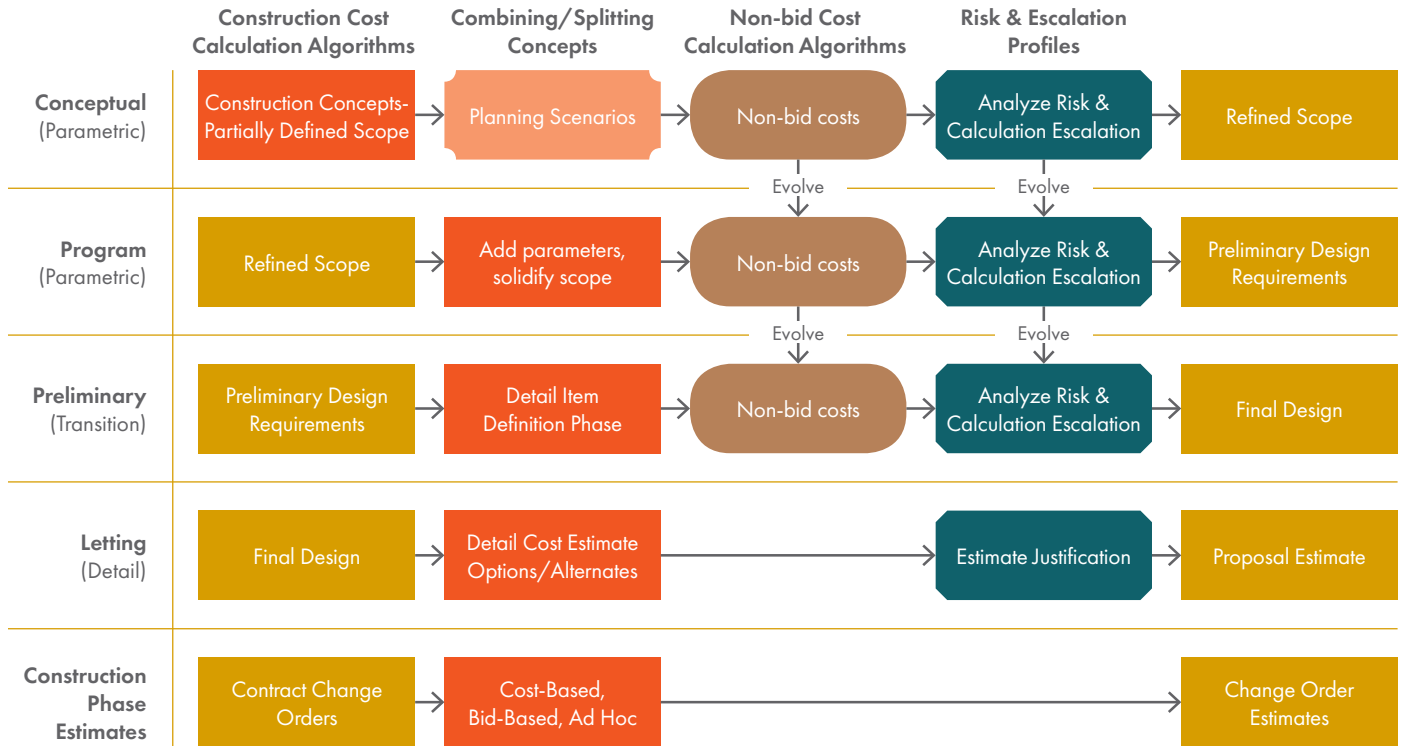 Construction Cost
Calculation Algorithms
Combining/Splitting
Concepts
Non-bid Cost
Calculation Algorithms
Risk & Escalation
Profiles
Conceptual
(Parametric)
Construction Concepts-
Partially Defined Scope
Planning Scenarios
Non-bid costs
Analyze Risk &
Calculation Escalation
Refined Scope
Evolve
Evolve
Program
(Parametric)
Refined Scope
Add parameters,
solidify scope
Non-bid costs
Analyze Risk &
Calculation Escalation
Preliminary Design
Requirements
Evolve
Evolve
Preliminary
(Transition)
Preliminary Design
Requirements
Detail Item
Definition Phase
Non-bid costs
Analyze Risk &
Calculation Escalation
Final Design
Letting
(Detail)
Final Design
Detail Cost Estimate
Options/Alternates
Estimate Justification
Proposal Estimate
Construction
Phase
Estimates
Contract Change
Orders
Cost-Based,
Bid-Based, Ad Hoc
Change Order
Estimates